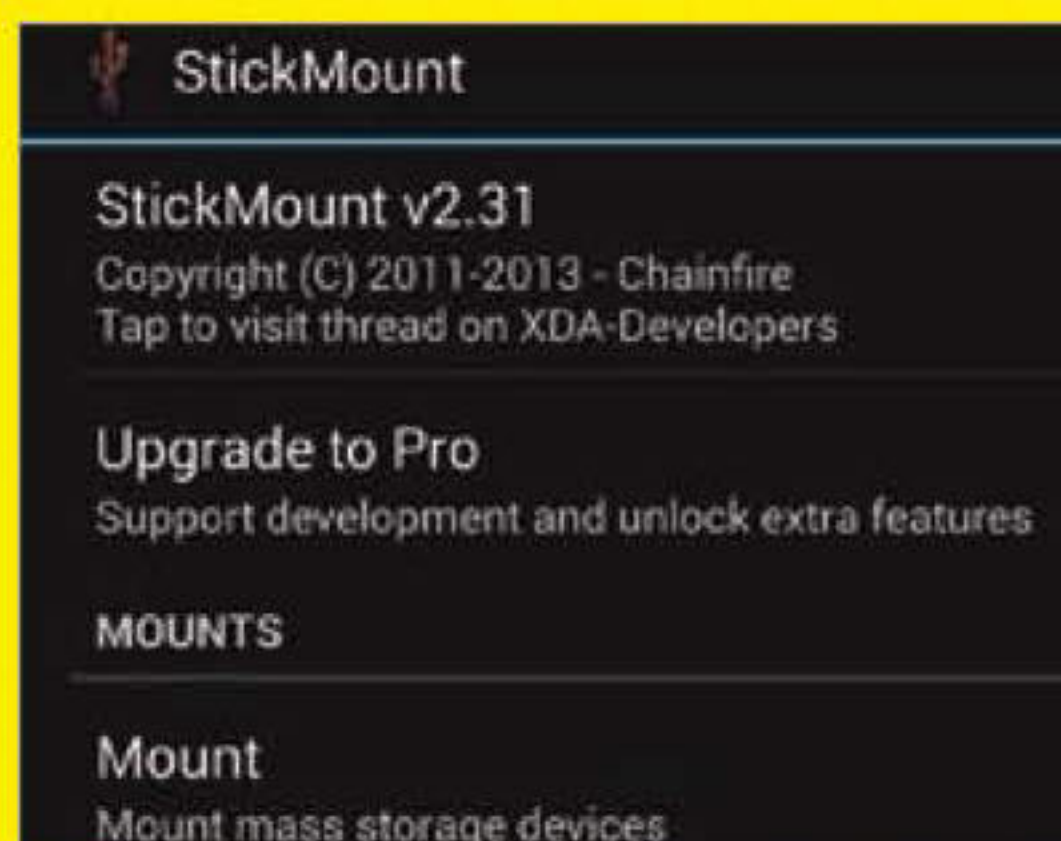 StickMount
StickMount v2.31
Copyright (C) 2011-2013 - Chainfire
Tap to visit thread on XDA-Developers
Upgrade to Pro
Support development and unlock extra features
MOUNTS
Mount
Mount mass storage devices